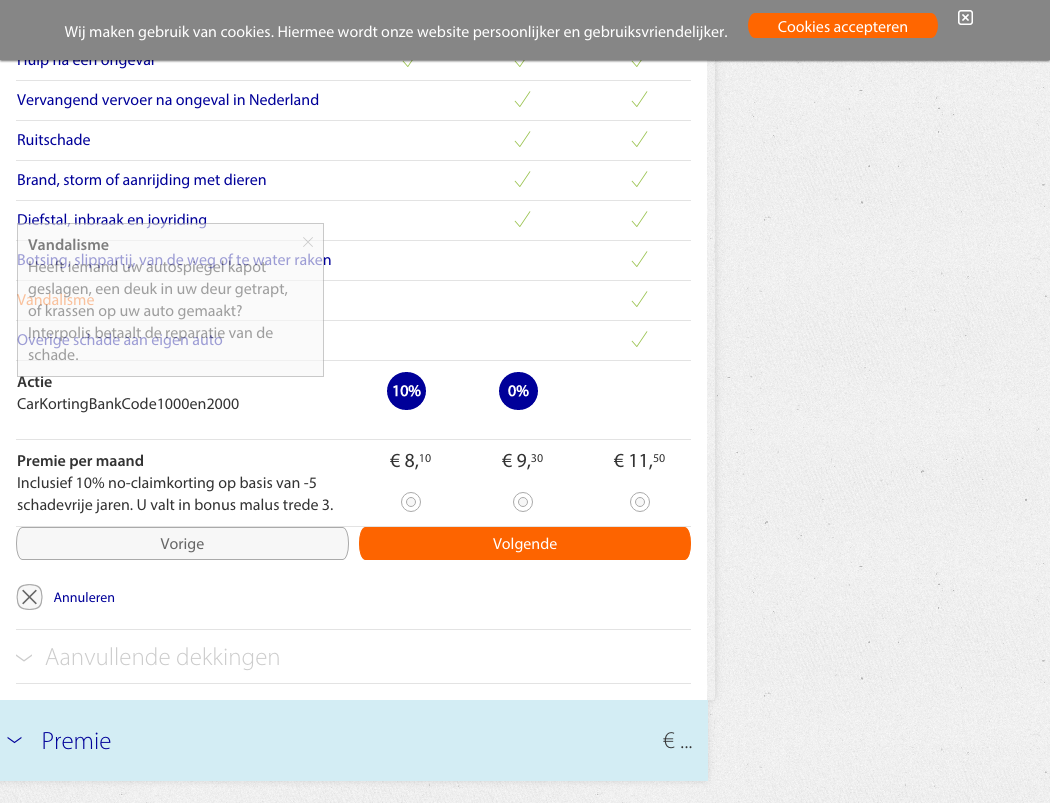 Wij maken gebruik van cookies. Hiermee wordt onze website persoonlijker en gebruiksvriendelijker.
Cookies accepteren
Hulp na een ongeval
Vervangend vervoer na ongeval in Nederland
Ruitschade
Brand, storm of aanrijding met dieren
Diefstal, inbraak en joyriding
Vandalisme
Botsing, slippartij, van de weg of te water raken
Heeft iemand uw autospiegel kapot
geslagen, een deuk in uw deur getrapt,
Vandalisme
of krassen op uw auto gemaakt?
Interpolis betaalt de reparatie van de
Overige schade aan eigen auto
schade.
Actie
10% 0%
CarKortingBankCode1000en2000
Premie per maand € 8,10 € 9,30 € 11,50
Inclusief 10% no-claimkorting op basis van -5
schadevrije jaren. U valt in bonus malus trede 3.
Vorige Volgende
Annuleren
Aanvullende dekkingen
Premie € ...